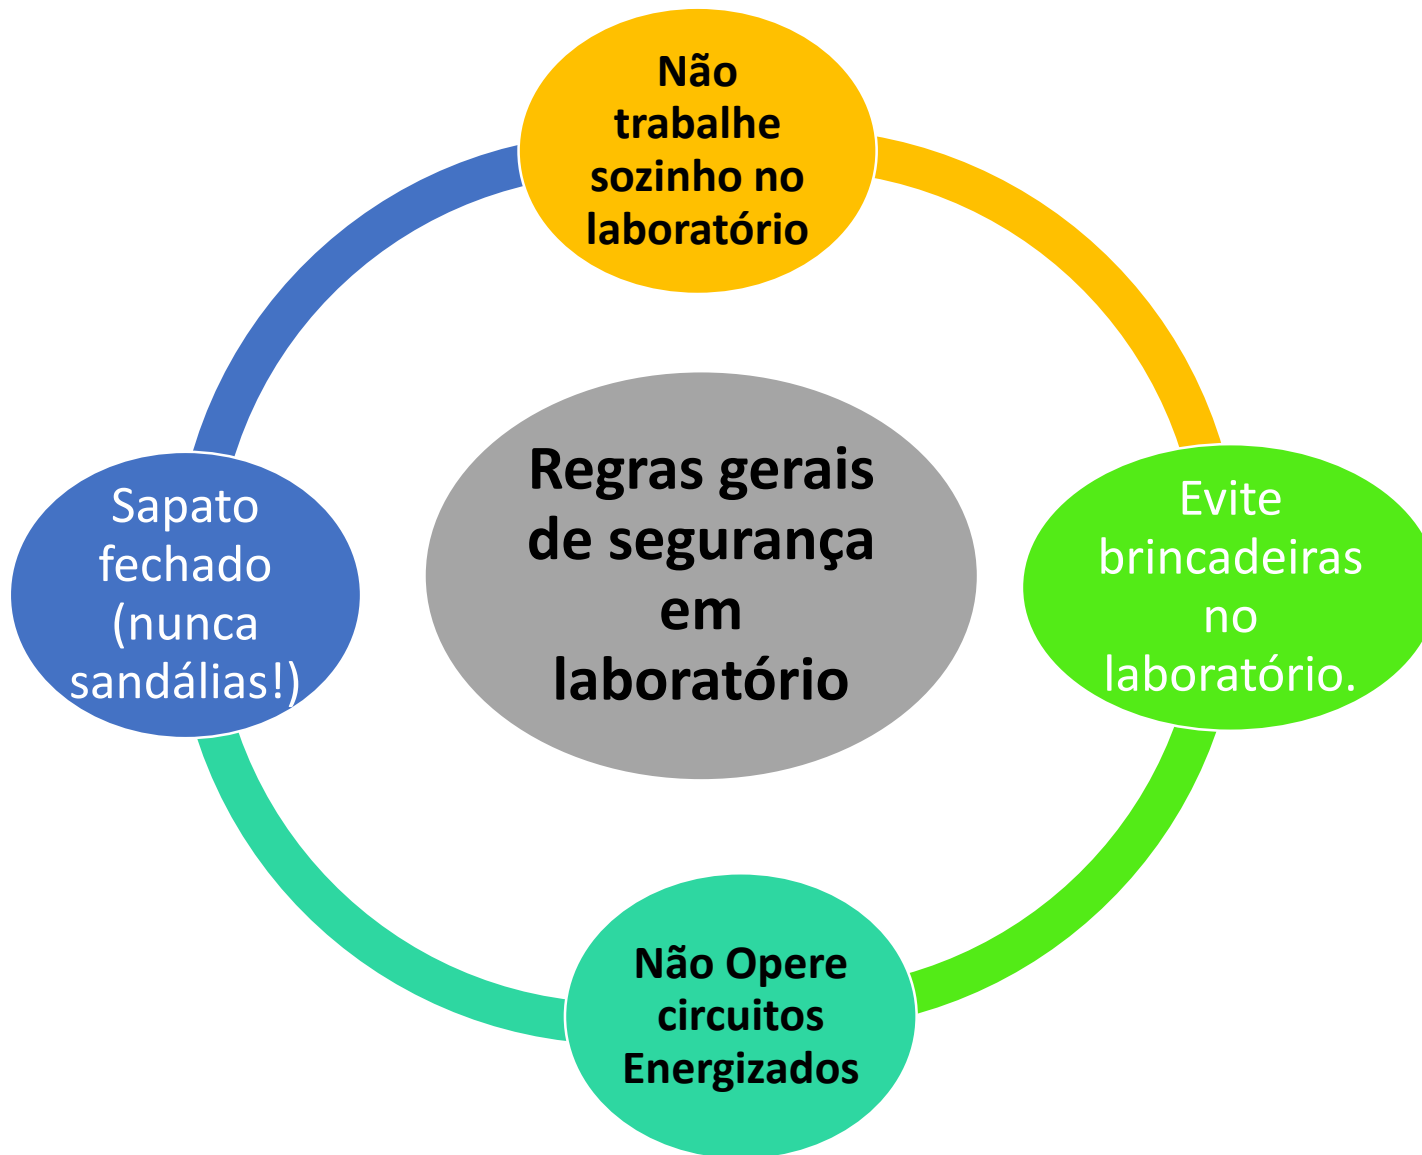 Não
trabalhe
sozinho no
laboratório
Regras gerais
de segurança
em
laboratório
Sapato
fechado
(nunca
sandálias!)
Evite
brincadeiras
no
laboratório.
Não Opere
circuitos
Energizados